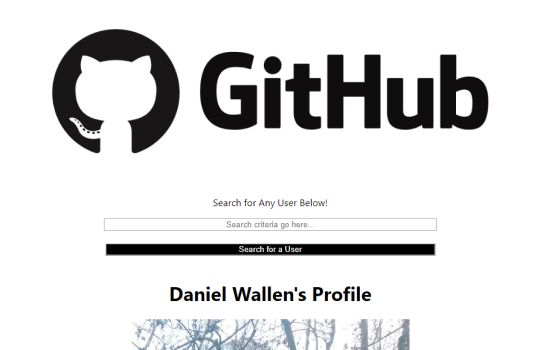 GitHub
Search for Any User Below!
Search criteria go here...
Search for a User
Daniel Wallen's Profile